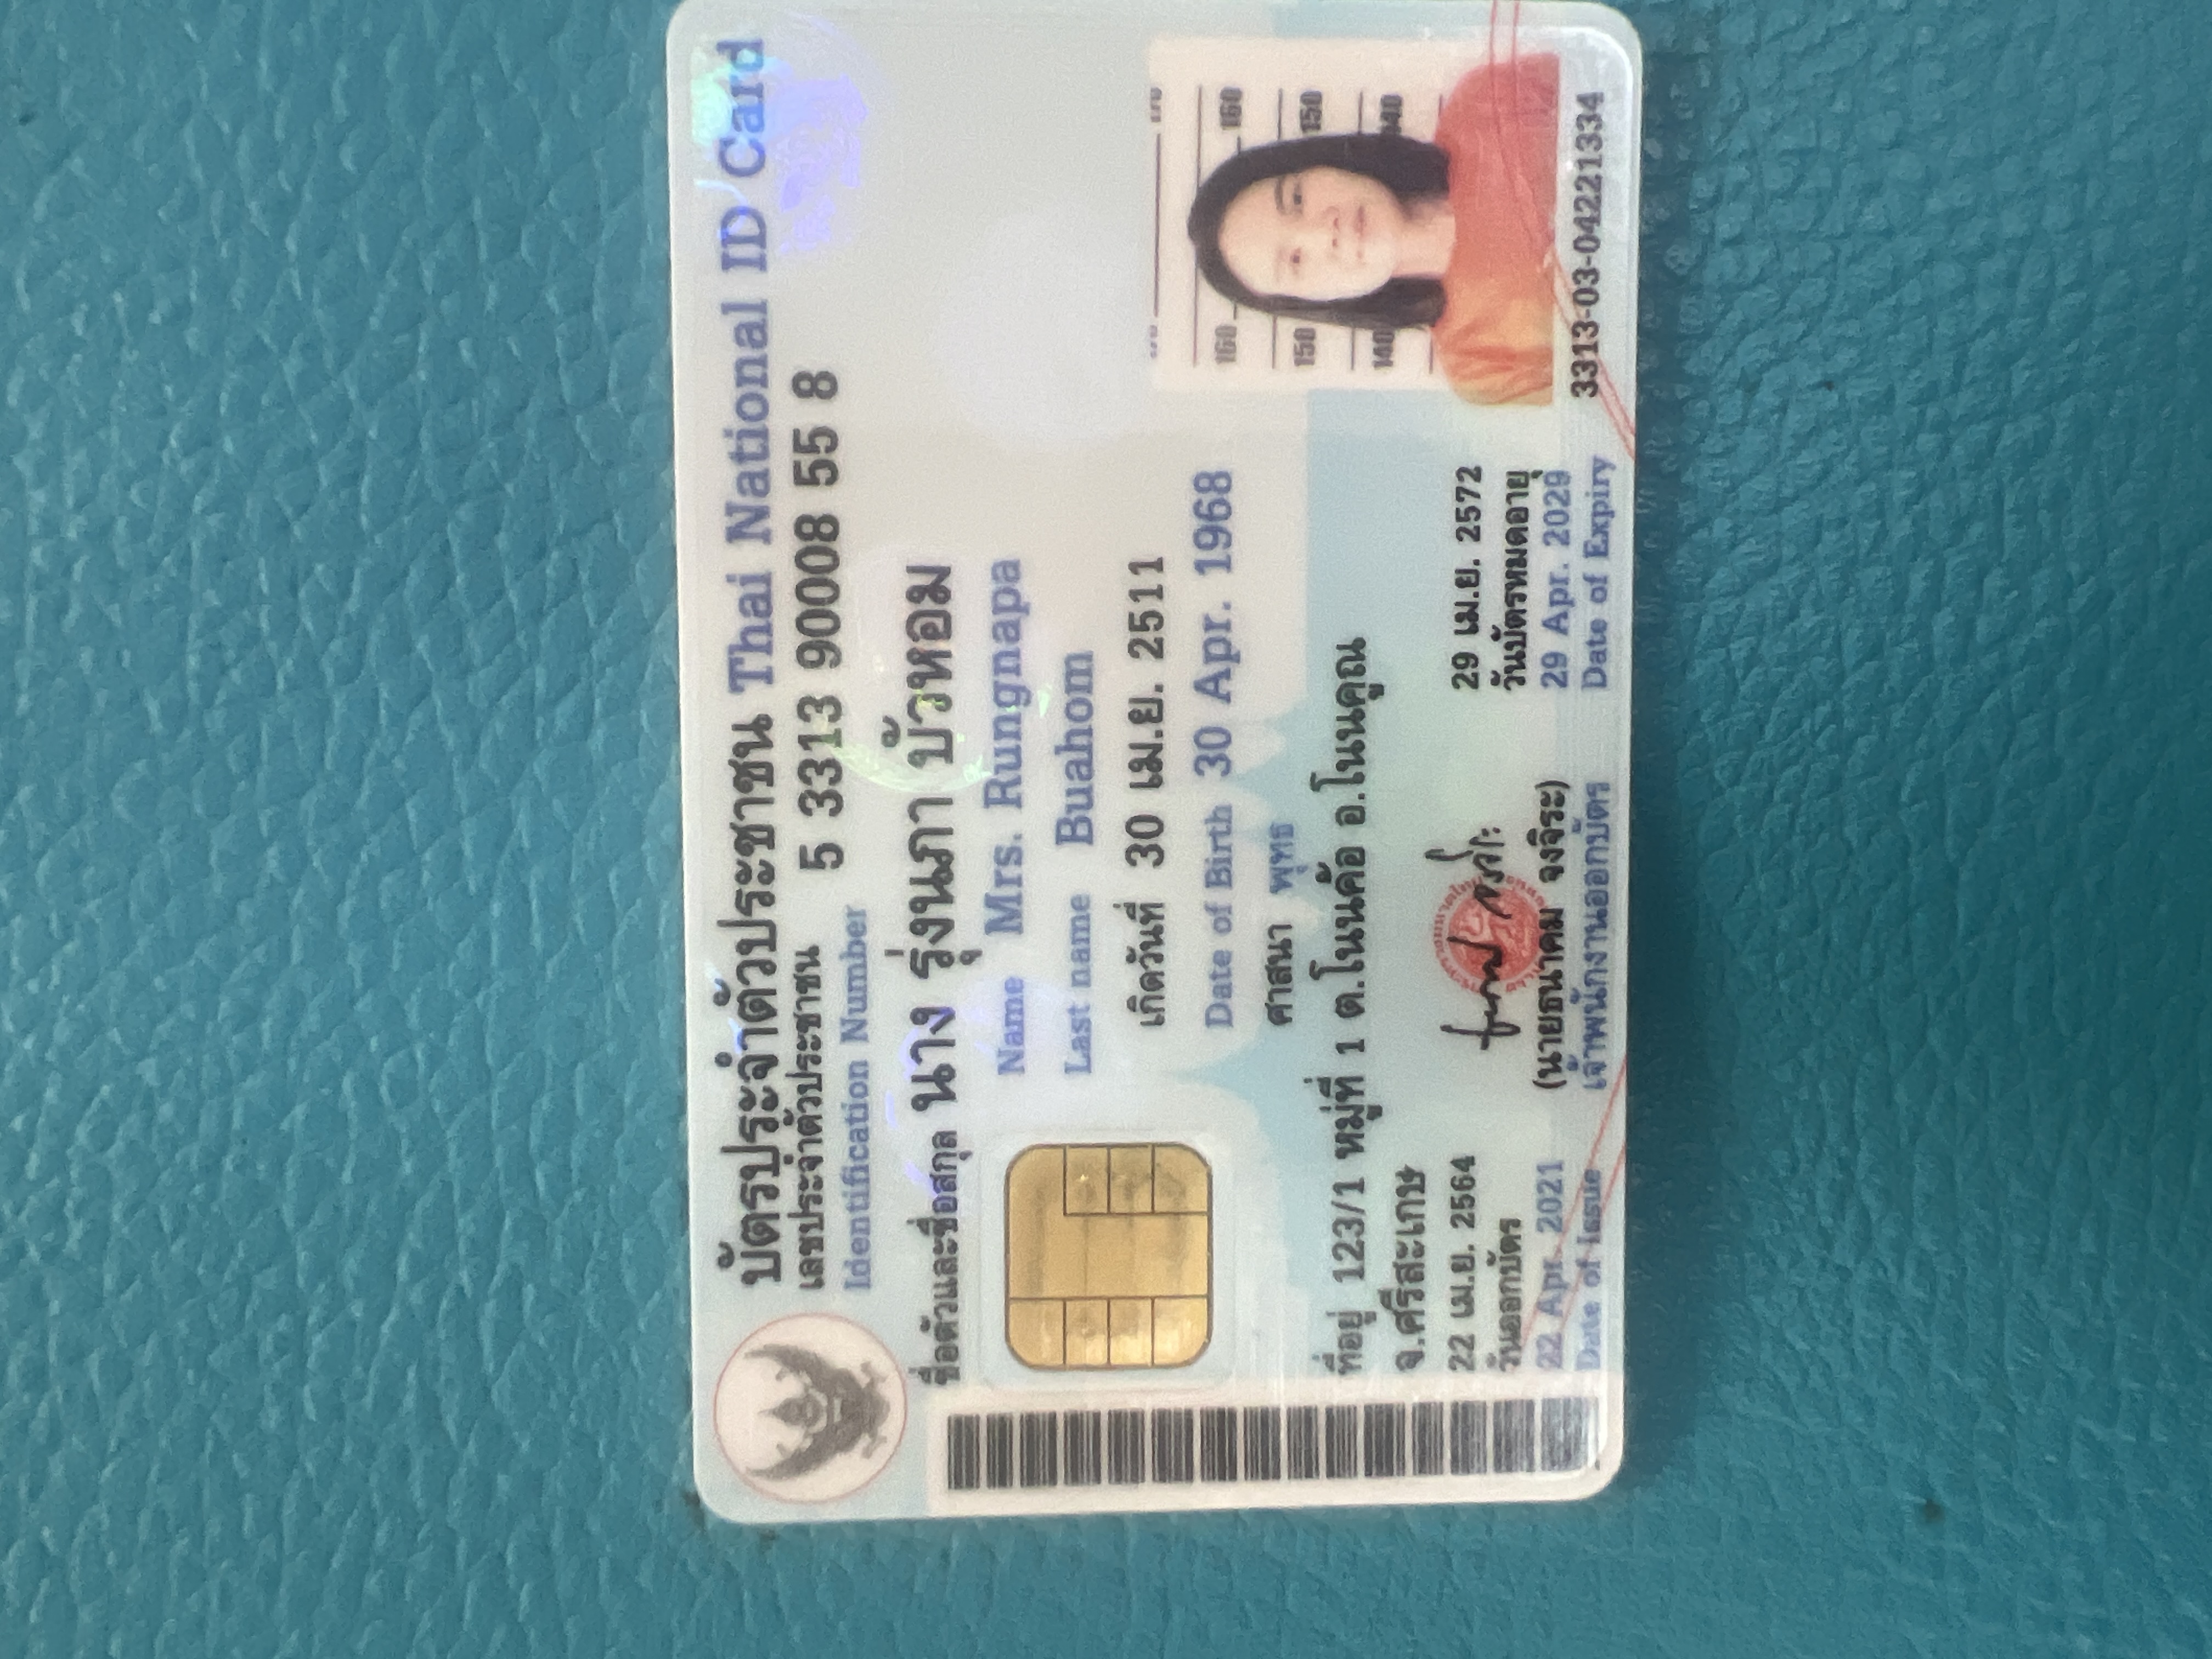 บัตรประจำตัวประชาชน Thai National ID Card
เลขประจำตัวประชาชน 5 3313 90008 55 8
Identification Number
ชื่อตัวและชื่อสกุล นาง รุ่งนภา บัวหอม
Name Mrs. Rungnapa
Last name Buahom
เกิดวันที่ 30 เม.ย. 2511
Date of Birth 30 Apr. 1968
ศาสนา พุทธ
ที่อยู่ 123/1 หมู่ที่ 1 ต.โนนค้อ อ.โนนคูณ
จ.ศรีสะเกษ
22 เม.ย. 2564
วันออกบัตร
22 Apr. 2021
Date of Issue
(นายธนาคม จงจิระ)
เจ้าพนักงานออกบัตร
29 เม.ย. 2572
วันบัตรหมดอายุ
29 Apr. 2029
Date of Expiry
160 160
150 150
140 140
3313-03-04221334